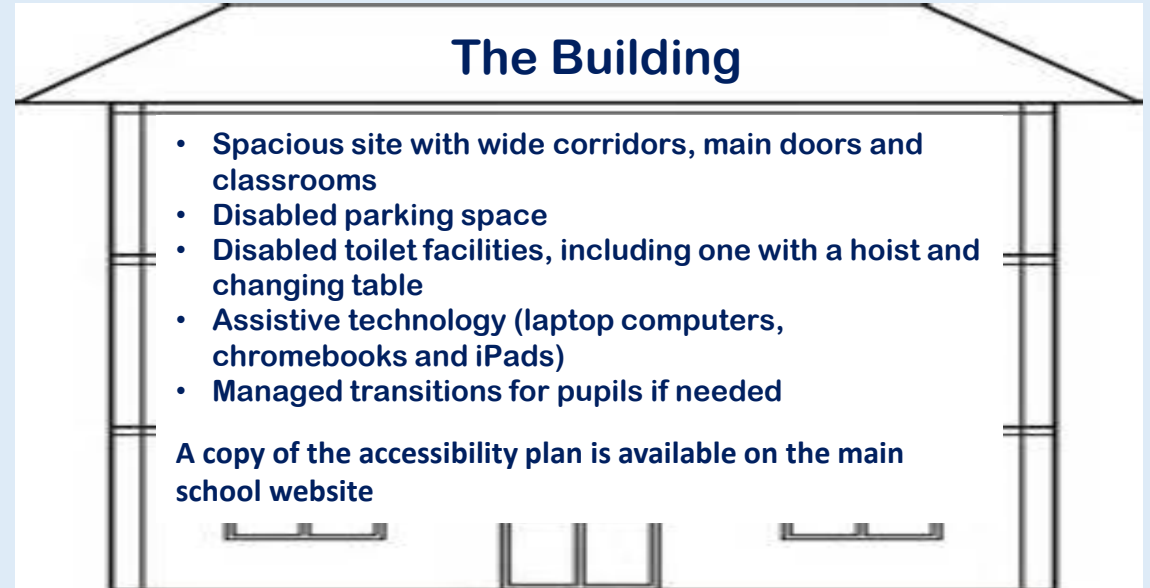 The Building
• Spacious site with wide corridors, main doors and
classrooms
• Disabled parking space
• Disabled toilet facilities, including one with a hoist and
changing table
• Assistive technology (laptop computers,
chromebooks and iPads)
• Managed transitions for pupils if needed
A copy of the accessibility plan is available on the main
school website